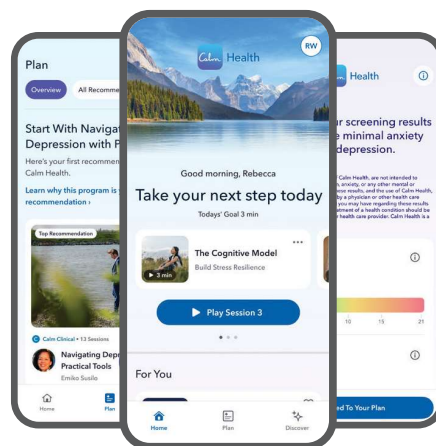 Plan
Overview
All Recomme
Start With Navigat
Depression with P
Here's your first recommen
Calm Health.
Learn why this program is y
recommendation ›
Top Recommendation
Calm Clinical • 13 Sessions
Navigating Depr
Practical Tools
Emiko Susilo
Home
Plan
Calm Health
RW
Good morning, Rebecca
Take your next step today
Todays' Goal 3 min
3 min
The Cognitive Model
Build Stress Resilience
Play Session 3
For You
Home
Plan
Discover
Health
r screening results
e minimal anxiety
depression.
f Calm Health, are not intended to
n, anxiety, or any other mental or
hese results, and the use of Calm Health,
by a physician or other health care
you may have regarding these results
atment of a health condition should be
r health care provider. Calm Health is a
10
15
21
ed To Your Plan